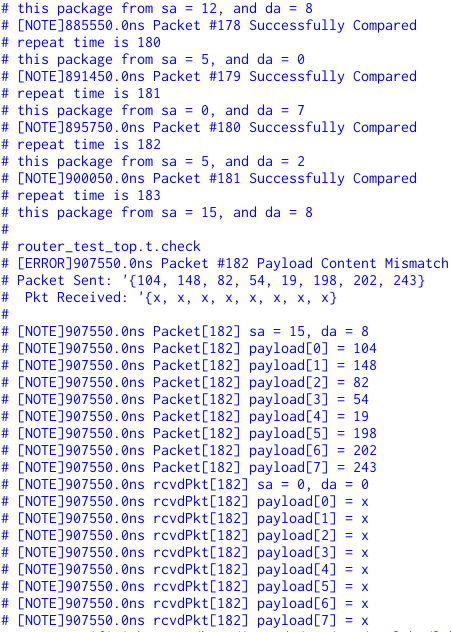 # this package from sa = 12, and da = 8
# [NOTE]885550.0ns Packet #178 Successfully Compared
# repeat time is 180
# this package from sa = 5, and da = 0
# [NOTE]891450.0ns Packet #179 Successfully Compared
# repeat time is 181
# this package from sa = 0, and da = 7
# [NOTE]895750.0ns Packet #180 Successfully Compared
# repeat time is 182
# this package from sa = 5, and da = 2
# [NOTE]900050.0ns Packet #181 Successfully Compared
# repeat time is 183
# this package from sa = 15, and da = 8
#
# router_test_top.t.check
# [ERROR]907550.0ns Packet #182 Payload Content Mismatch
# Packet Sent: '{104, 148, 82, 54, 19, 198, 202, 243}
#  Pkt Received: '{x, x, x, x, x, x, x, x}
#
# [NOTE]907550.0ns Packet[182] sa = 15, da = 8
# [NOTE]907550.0ns Packet[182] payload[0] = 104
# [NOTE]907550.0ns Packet[182] payload[1] = 148
# [NOTE]907550.0ns Packet[182] payload[2] = 82
# [NOTE]907550.0ns Packet[182] payload[3] = 54
# [NOTE]907550.0ns Packet[182] payload[4] = 19
# [NOTE]907550.0ns Packet[182] payload[5] = 198
# [NOTE]907550.0ns Packet[182] payload[6] = 202
# [NOTE]907550.0ns Packet[182] payload[7] = 243
# [NOTE]907550.0ns rcvdPkt[182] sa = 0, da = 0
# [NOTE]907550.0ns rcvdPkt[182] payload[0] = x
# [NOTE]907550.0ns rcvdPkt[182] payload[1] = x
# [NOTE]907550.0ns rcvdPkt[182] payload[2] = x
# [NOTE]907550.0ns rcvdPkt[182] payload[3] = x
# [NOTE]907550.0ns rcvdPkt[182] payload[4] = x
# [NOTE]907550.0ns rcvdPkt[182] payload[5] = x
# [NOTE]907550.0ns rcvdPkt[182] payload[6] = x
# [NOTE]907550.0ns rcvdPkt[182] payload[7] = x